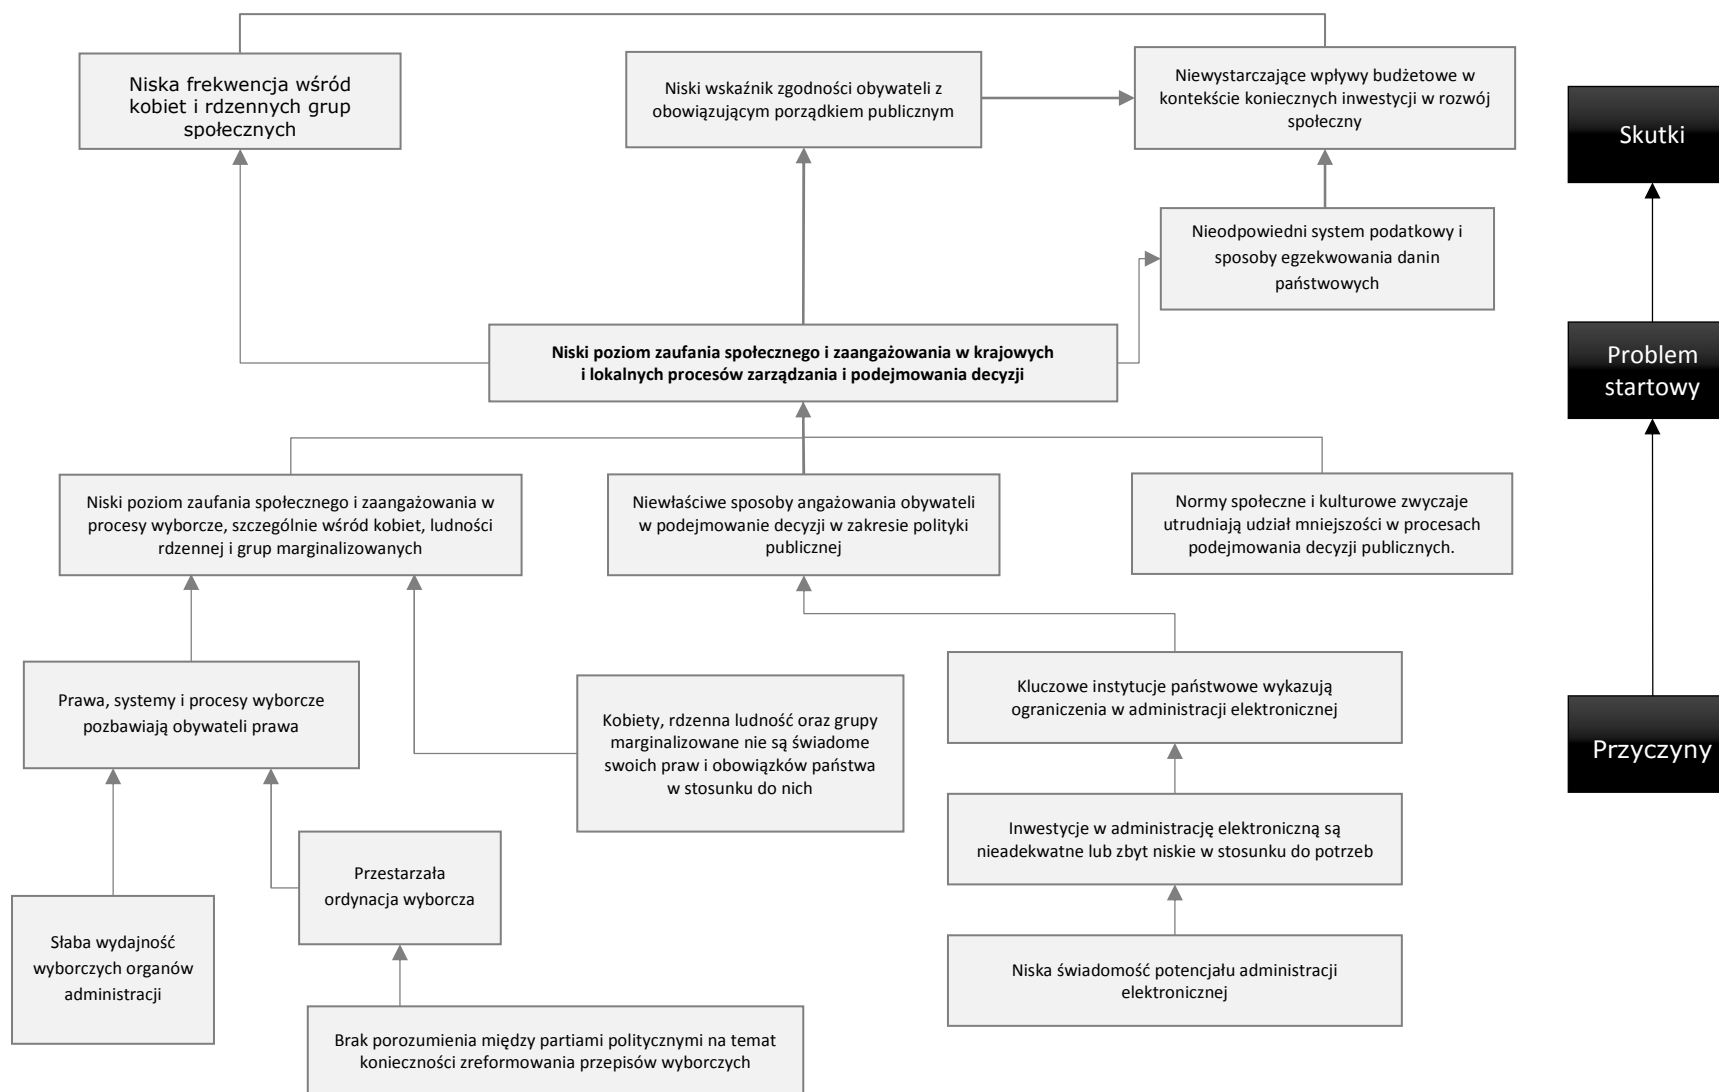 Niska frekwencja wśród
kobiet i rdzennych grup
społecznych
Niski wskaźnik zgodności obywateli z
obowiązującym porządkiem publicznym
Niewystarczające wpływy budżetowe w
kontekście koniecznych inwestycji w rozwój
społeczny
Skutki
Nieodpowiedni system podatkowy i
sposoby egzekwowania danin
państwowych
Niski poziom zaufania społecznego i zaangażowania w krajowych
i lokalnych procesów zarządzania i podejmowania decyzji
Problem
startowy
Niski poziom zaufania społecznego i zaangażowania w
procesy wyborcze, szczególnie wśród kobiet, ludności
rdzennej i grup marginalizowanych
Niewłaściwe sposoby angażowania obywateli
w podejmowanie decyzji w zakresie polityki
publicznej
Normy społeczne i kulturowe zwyczaje
utrudniają udział mniejszości w procesach
podejmowania decyzji publicznych.
Prawa, systemy i procesy wyborcze
pozbawiają obywateli prawa
Kobiety, rdzenna ludność oraz grupy
marginalizowane nie są świadome
swoich praw i obowiązków państwa
w stosunku do nich
Kluczowe instytucje państwowe wykazują
ograniczenia w administracji elektronicznej
Przyczyny
Inwestycje w administrację elektroniczną są
nieadekwatne lub zbyt niskie w stosunku do potrzeb
Przestarzała
ordynacja wyborcza
Słaba wydajność
wyborczych organów
administracji
Niska świadomość potencjału administracji
elektronicznej
Brak porozumienia między partiami politycznymi na temat
konieczności zreformowania przepisów wyborczych